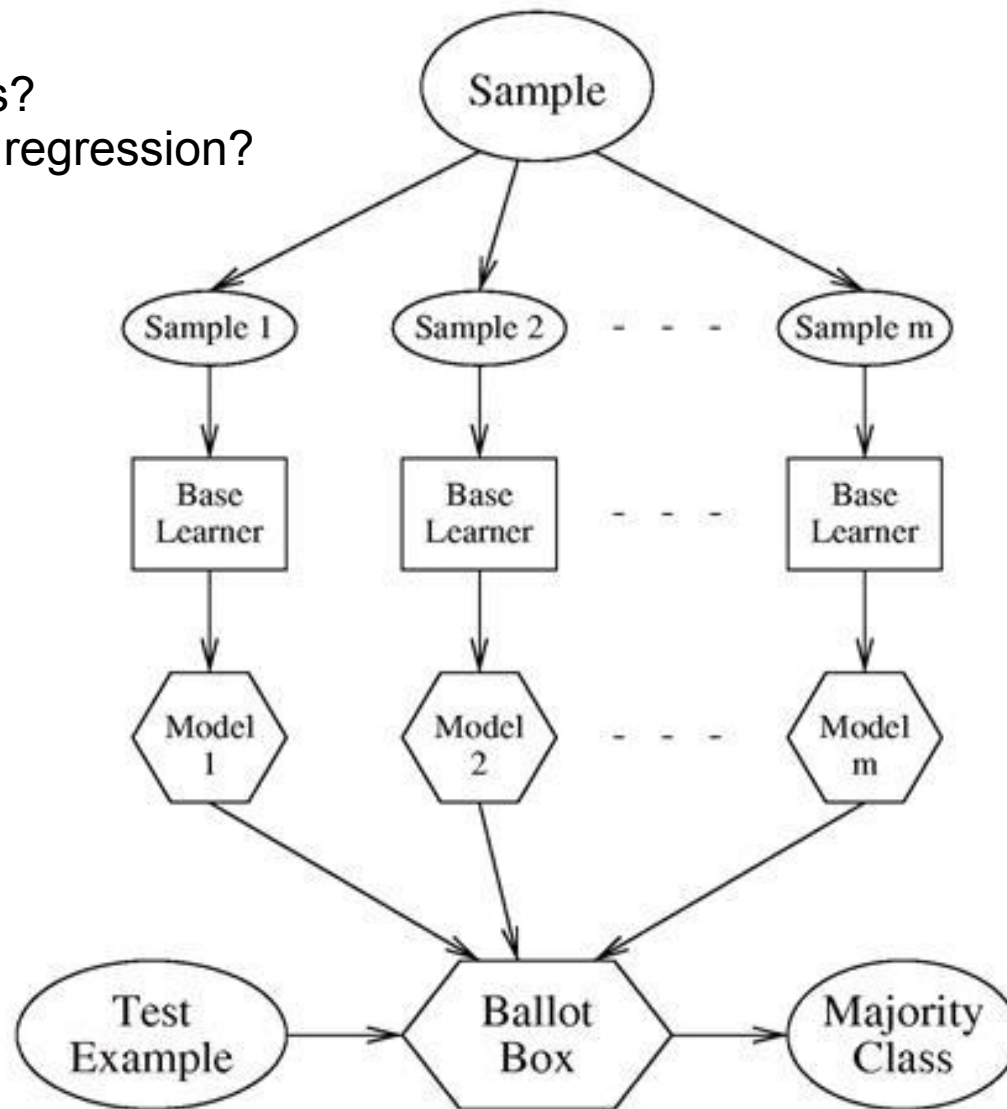 s?
regression?
Sample
Sample 1
Sample 2
- - -
Sample m
Base
Learner
Base
Learner
- - -
Base
Learner
Model
1
Model
2
- - -
Model
m
Test
Example
Ballot
Box
Majority
Class